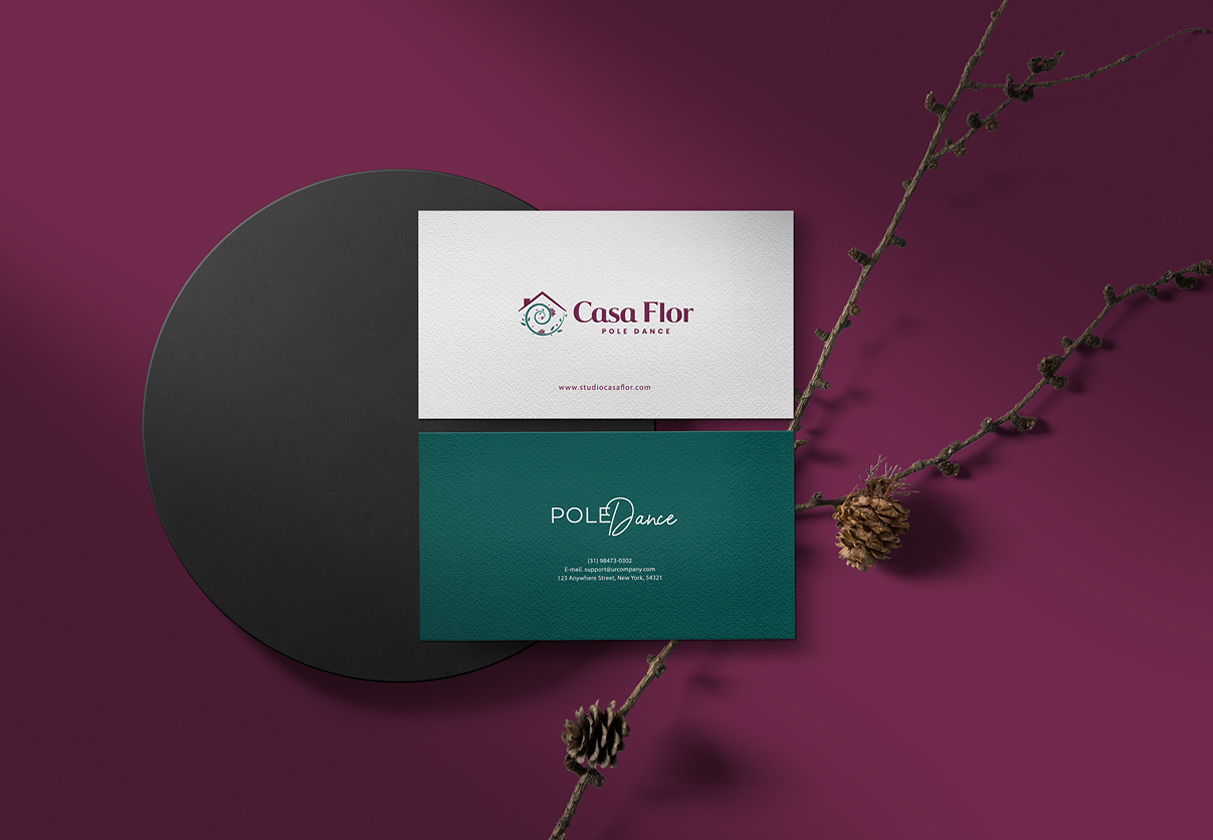 Casa Flor
POLE DANCE
www.studiocasaflor.com
POLE Dance
(31) 98473-0302
E-mail. support@urcompany.com
123 Anywhere Street, New York, 54321